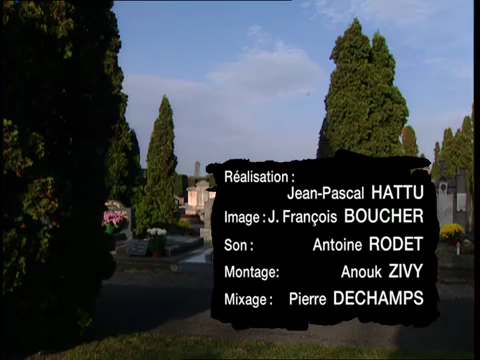 Réalisation :
Jean-Pascal HATTU
Image : J. François BOUCHER
Son : Antoine RODET
Montage: Anouk ZIVY
Mixage : Pierre DECHAMPS